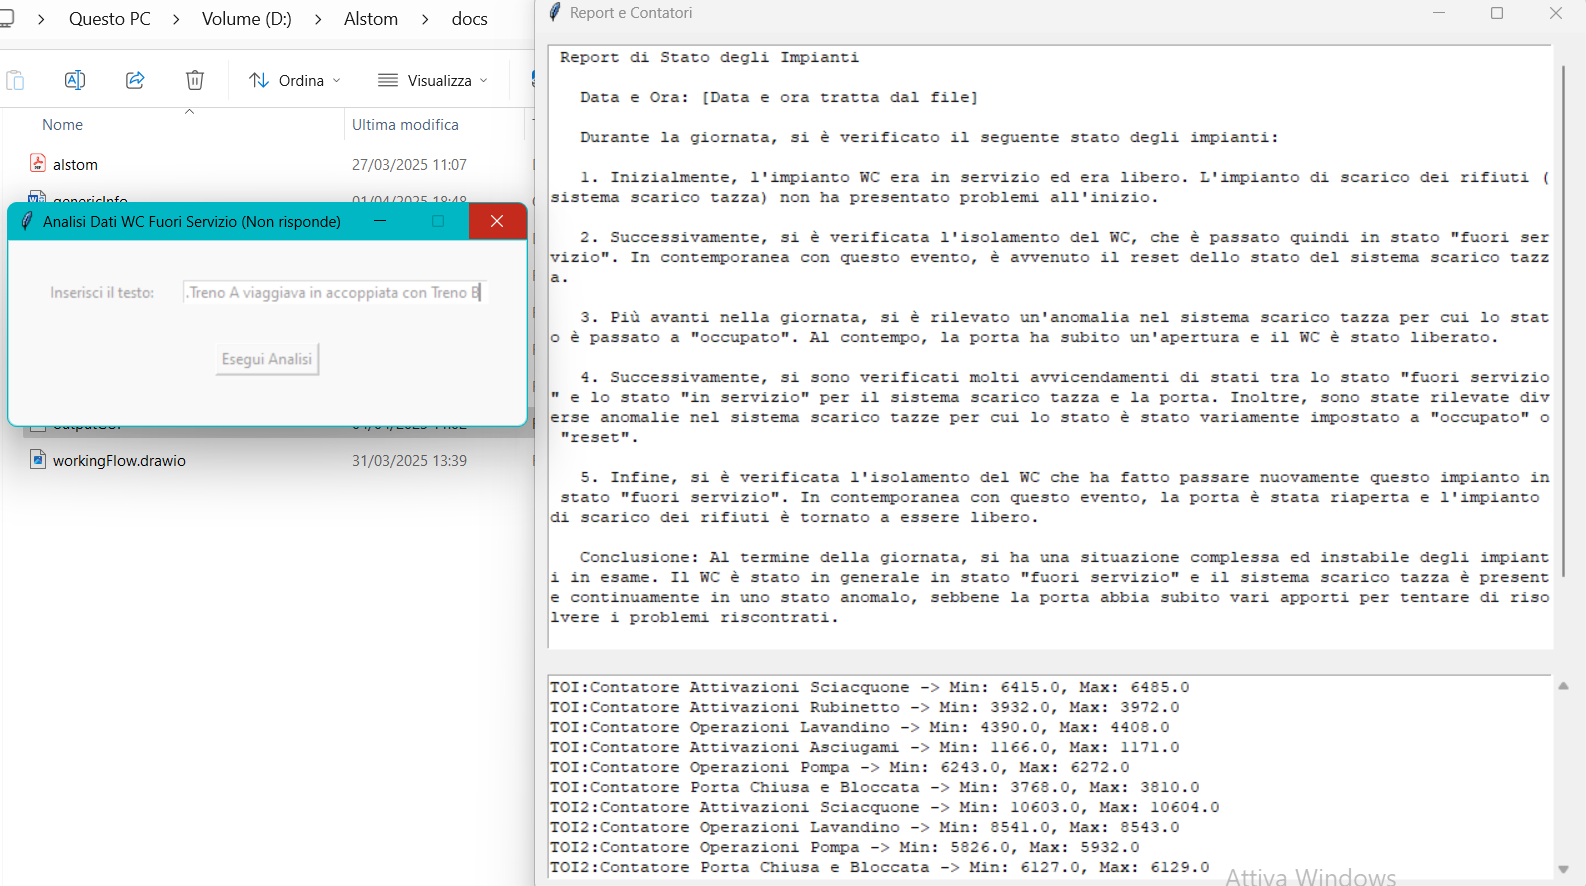 Questo PC > Volume (D:) > Alstom > docs
Ordina
Visualizza
Nome
Ultima modifica
alstom
27/03/2025 11:07
genericInfo
01/04/2025 18:48
Analisi Dati WC Fuori Servizio (Non risponde)
Inserisci il testo:
.Treno A viaggiava in accoppiata con Treno B
Esegui Analisi
workingFlow.drawio
31/03/2025 13:39
Report e Contatori
Report di Stato degli Impianti
Data e Ora: [Data e ora tratta dal file]
Durante la giornata, si è verificato il seguente stato degli impianti:
1. Inizialmente, l'impianto WC era in servizio ed era libero. L'impianto di scarico dei rifiuti (
sistema scarico tazza) non ha presentato problemi all'inizio.
2. Successivamente, si è verificata l'isolamento del WC, che è passato quindi in stato "fuori ser
vizio". In contemporanea con questo evento, è avvenuto il reset dello stato del sistema scarico tazz
a.
3. Più avanti nella giornata, si è rilevato un'anomalia nel sistema scarico tazza per cui lo stat
o è passato a "occupato". Al contempo, la porta ha subito un'apertura e il WC è stato liberato.
4. Successivamente, si sono verificati molti avvicendamenti di stati tra lo stato "fuori servizio
" e lo stato "in servizio" per il sistema scarico tazza e la porta. Inoltre, sono state rilevate div
erse anomalie nel sistema scarico tazze per cui lo stato è stato variamente impostato a "occupato" o
"reset".
5. Infine, si è verificata l'isolamento del WC che ha fatto passare nuovamente questo impianto in
stato "fuori servizio". In contemporanea con questo evento, la porta è stata riaperta e l'impianto
di scarico dei rifiuti è tornato a essere libero.
Conclusione: Al termine della giornata, si ha una situazione complessa ed instabile degli impiant
i in esame. Il WC è stato in generale in stato "fuori servizio" e il sistema scarico tazza è present
e continuamente in uno stato anomalo, sebbene la porta abbia subito vari apporti per tentare di riso
lvere i problemi riscontrati.
TOI:Contatore Attivazioni Sciacquone -> Min: 6415.0, Max: 6485.0
TOI:Contatore Attivazioni Rubinetto -> Min: 3932.0, Max: 3972.0
TOI:Contatore Operazioni Lavandino -> Min: 4390.0, Max: 4408.0
TOI:Contatore Attivazioni Asciugami -> Min: 1166.0, Max: 1171.0
TOI:Contatore Operazioni Pompa -> Min: 6243.0, Max: 6272.0
TOI:Contatore Porta Chiusa e Bloccata -> Min: 3768.0, Max: 3810.0
TOI2:Contatore Attivazioni Sciacquone -> Min: 10603.0, Max: 10604.0
TOI2:Contatore Operazioni Lavandino -> Min: 8541.0, Max: 8543.0
TOI2:Contatore Operazioni Pompa -> Min: 5826.0, Max: 5932.0
TOI2:Contatore Porta Chiusa e Bloccata -> Min: 6127.0, Max: 6129.0
Attiva Windows